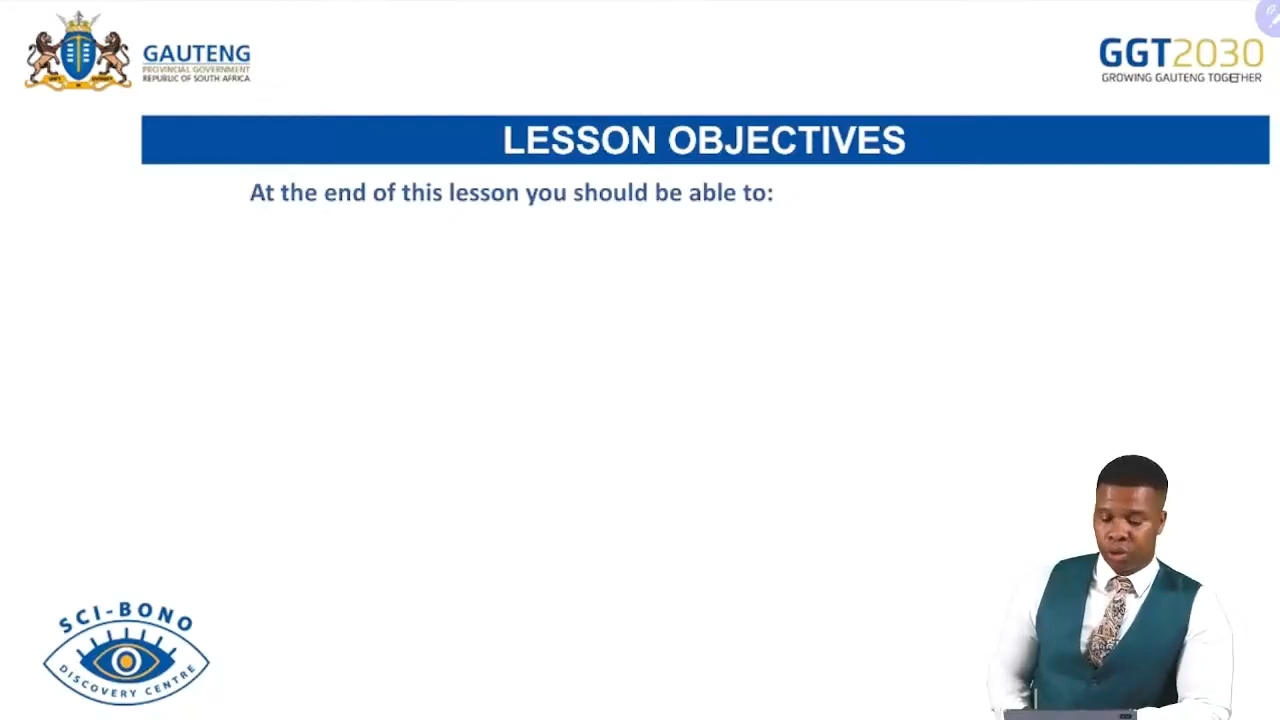 GAUTENG
PROVINCIAL GOVERNMENT
REPUBLIC OF SOUTH AFRICA
GGT2030
GROWING GAUTENG TOGETHER
LESSON OBJECTIVES
At the end of this lesson you should be able to:
SCI-BONO
DISCOVERY CENTRE